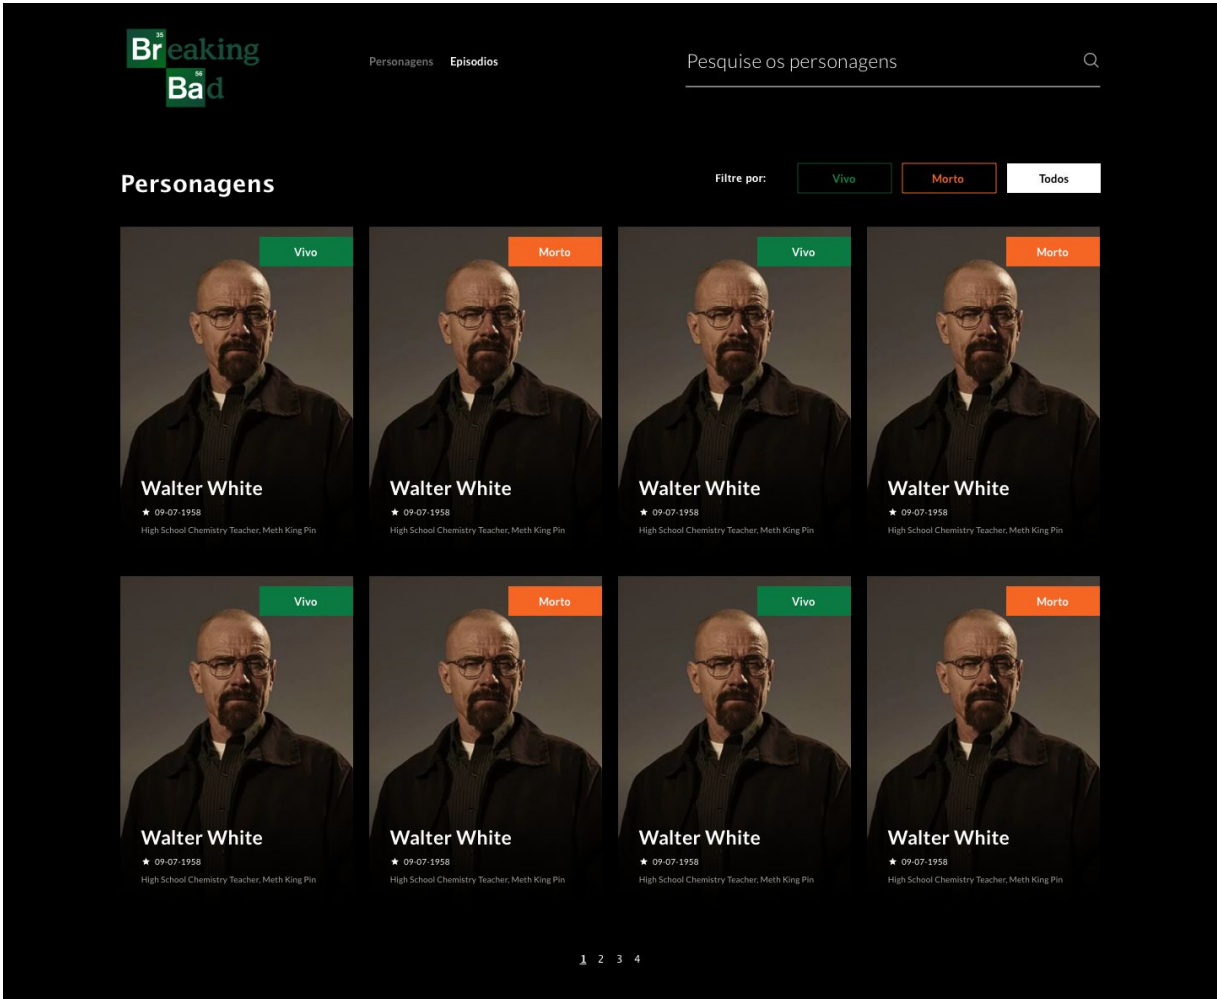 35
Breaking
56
Bad
Personagens Episodios
Pesquise os personagens
Personagens
Filtre por: Vivo Morto Todos
Vivo
Walter White
★ 09-07-1958
High School Chemistry Teacher, Meth King Pin
Morto
Walter White
★ 09-07-1958
High School Chemistry Teacher, Meth King Pin
Vivo
Walter White
★ 09-07-1958
High School Chemistry Teacher, Meth King Pin
Morto
Walter White
★ 09-07-1958
High School Chemistry Teacher, Meth King Pin
Vivo
Walter White
★ 09-07-1958
High School Chemistry Teacher, Meth King Pin
Morto
Walter White
★ 09-07-1958
High School Chemistry Teacher, Meth King Pin
Vivo
Walter White
★ 09-07-1958
High School Chemistry Teacher, Meth King Pin
Morto
Walter White
★ 09-07-1958
High School Chemistry Teacher, Meth King Pin
1 2 3 4